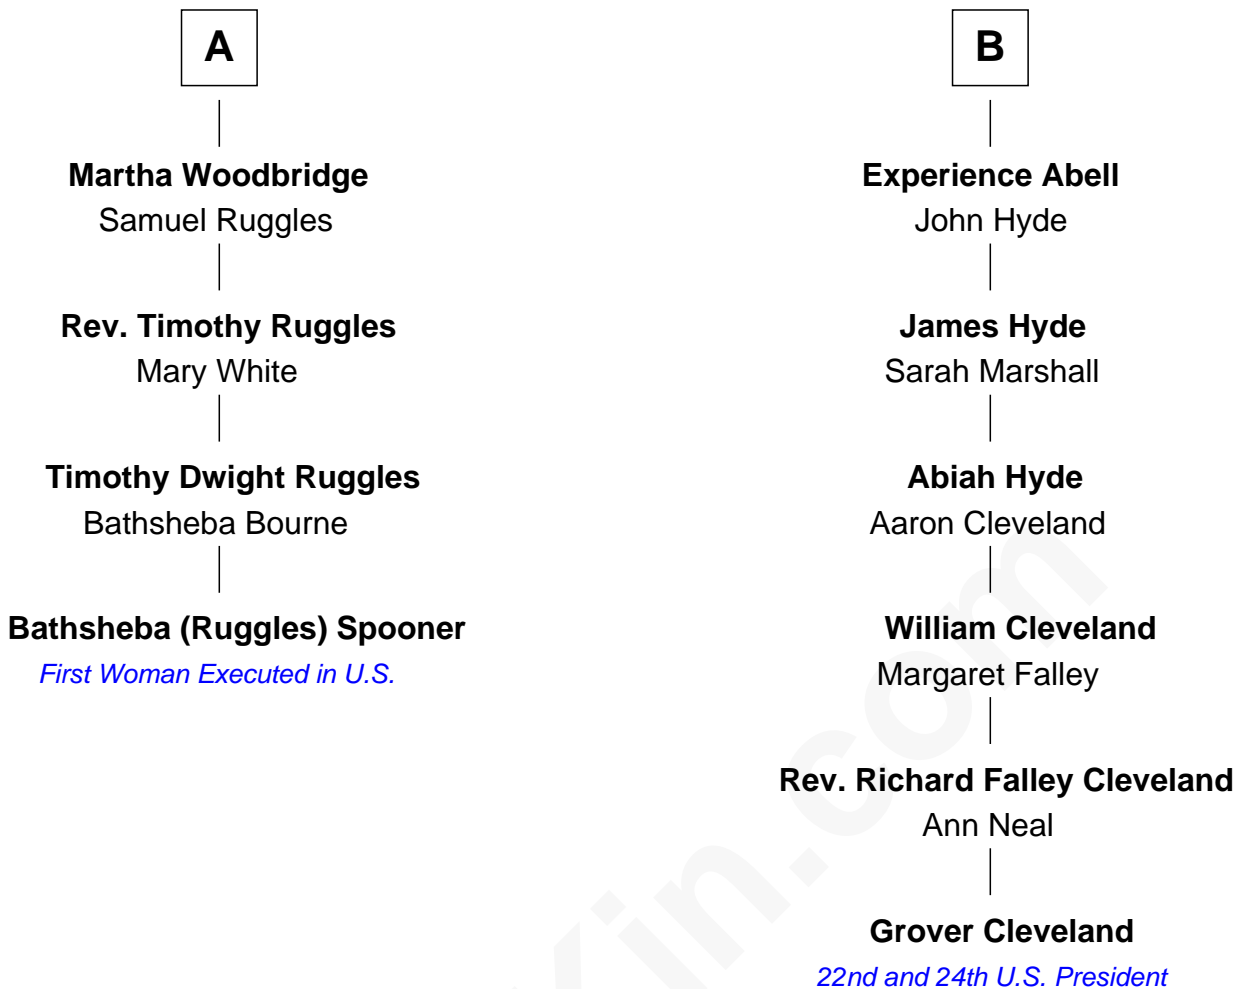 A
Martha Woodbridge
Samuel Ruggles
Rev. Timothy Ruggles
Mary White
Timothy Dwight Ruggles
Bathsheba Bourne
Bathsheba (Ruggles) Spooner
First Woman Executed in U.S.
B
Experience Abell
John Hyde
James Hyde
Sarah Marshall
Abiah Hyde
Aaron Cleveland
William Cleveland
Margaret Falley
Rev. Richard Falley Cleveland
Ann Neal
Grover Cleveland
22nd and 24th U.S. President
Kin.com